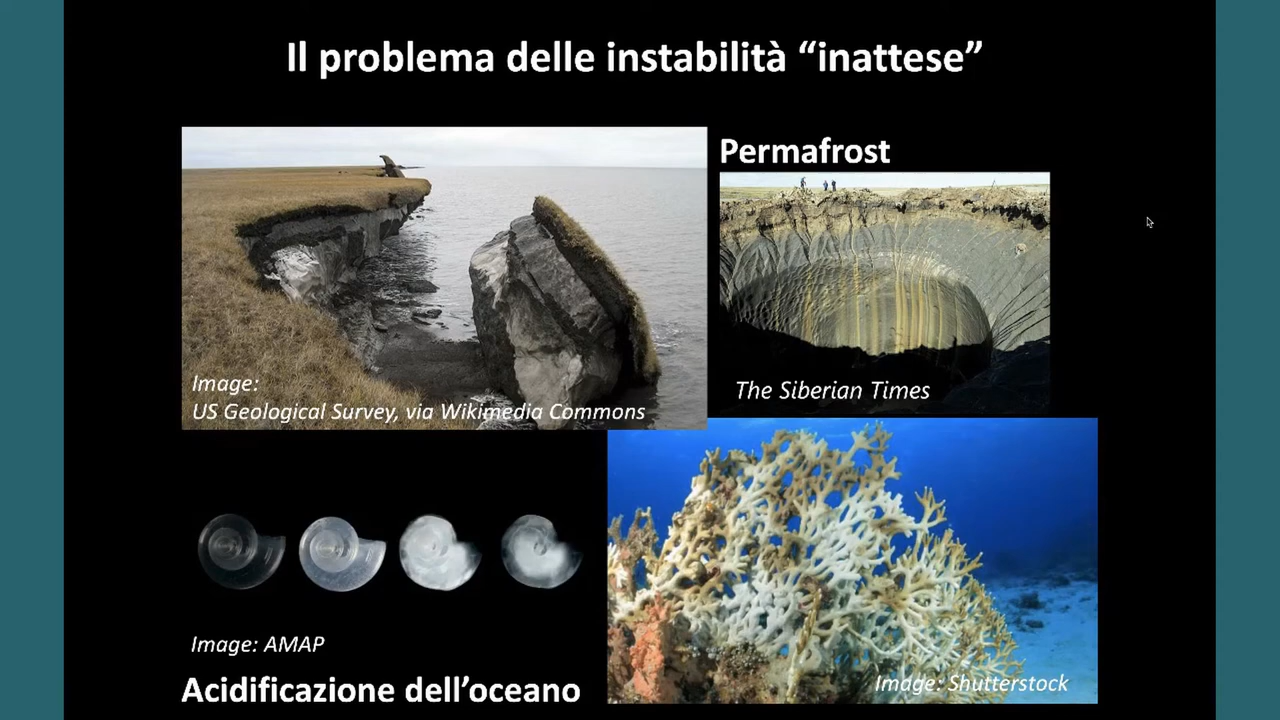 Il problema delle instabilità “inattese”
Permafrost
Image:
US Geological Survey, via Wikimedia Commons
The Siberian Times
Image: AMAP
Acidificazione dell’oceano
Image: Shutterstock